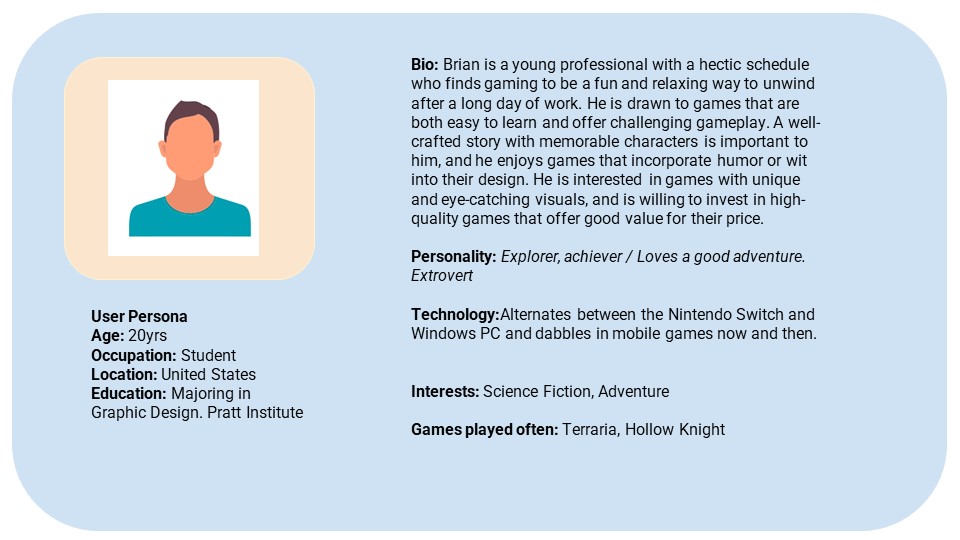 User Persona
Age: 20yrs
Occupation: Student
Location: United States
Education: Majoring in
Graphic Design. Pratt Institute
Bio: Brian is a young professional with a hectic schedule
who finds gaming to be a fun and relaxing way to unwind
after a long day of work. He is drawn to games that are
both easy to learn and offer challenging gameplay. A well-
crafted story with memorable characters is important to
him, and he enjoys games that incorporate humor or wit
into their design. He is interested in games with unique
and eye-catching visuals, and is willing to invest in high-
quality games that offer good value for their price.
Personality: Explorer, achiever / Loves a good adventure.
Extrovert
Technology:Alternates between the Nintendo Switch and
Windows PC and dabbles in mobile games now and then.
Interests: Science Fiction, Adventure
Games played often: Terraria, Hollow Knight